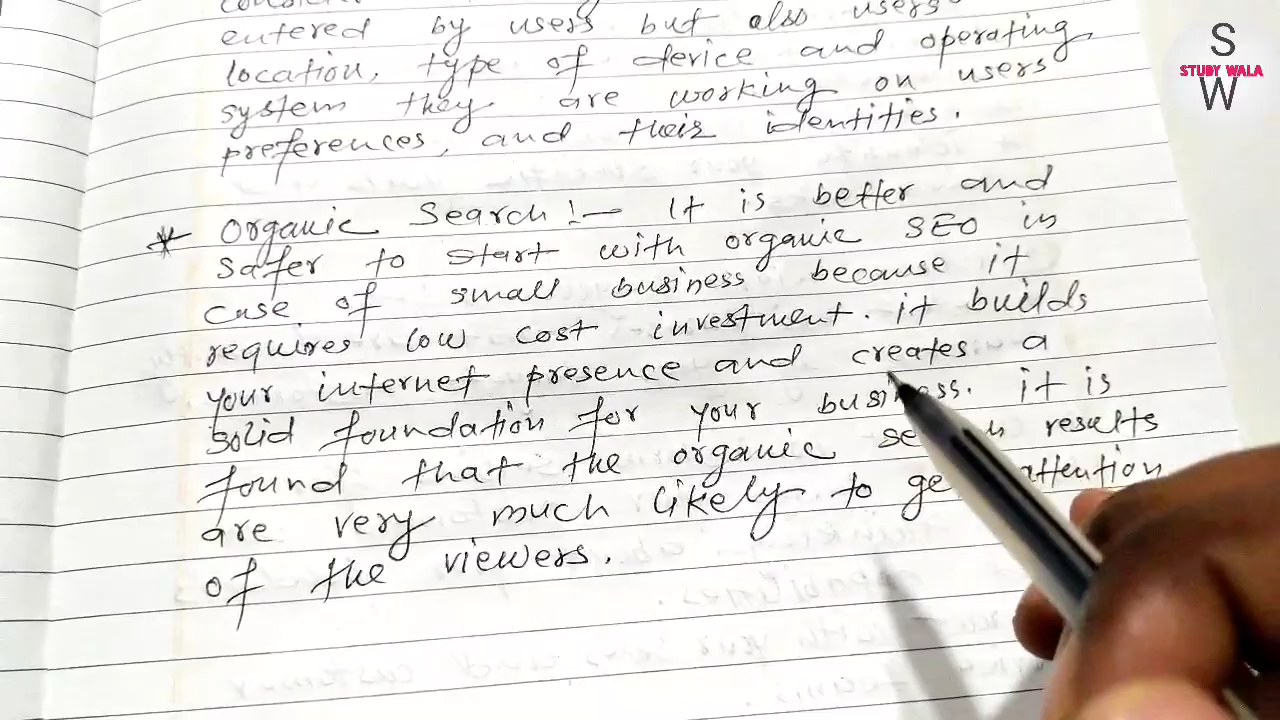 entered by users but also users
location, type of device and operating
system they are working on users
preferences, and their identities.
* Organic Search:- It is better and
safer to start with organic SEO in
case of small business because it
requires low cost investment. it builds
your internet presence and creates a
solid foundation for your business. it is
found that the organic results
are very much likely to attention
of the viewers.
S
STUDY WALA
W